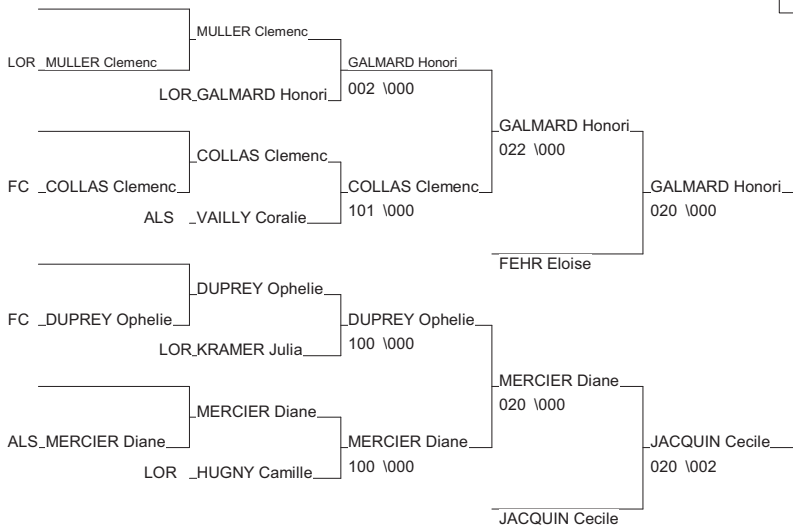 MULLER Clemenc
LOR MULLER Clemenc
GALMARD Honori
LOR GALMARD Honori
002 \000
GALMARD Honori
022 \000
COLLAS Clemenc
FC COLLAS Clemenc
COLLAS Clemenc
GALMARD Honori
ALS VAILLY Coralie
101 \000
020 \000
FEHR Eloise
DUPREY Ophelie
FC DUPREY Ophelie
DUPREY Ophelie
LOR KRAMER Julia
100 \000
MERCIER Diane
020 \000
MERCIER Diane
ALS MERCIER Diane
MERCIER Diane
JACQUIN Cecile
LOR HUGNY Camille
100 \000
020 \002
JACQUIN Cecile